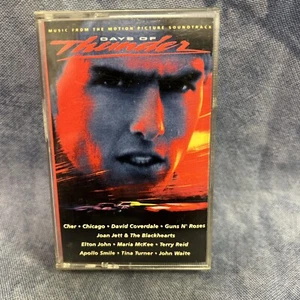 MUSIC FROM THE MOTION PICTURE SOUNDTRACK
DAYS OF
Thunder
Cher • Chicago • David Coverdale • Guns N' Roses
Joan Jett & The Blackhearts
Elton John • Maria McKee • Terry Reid
Apollo Smile • Tina Turner • John Waite